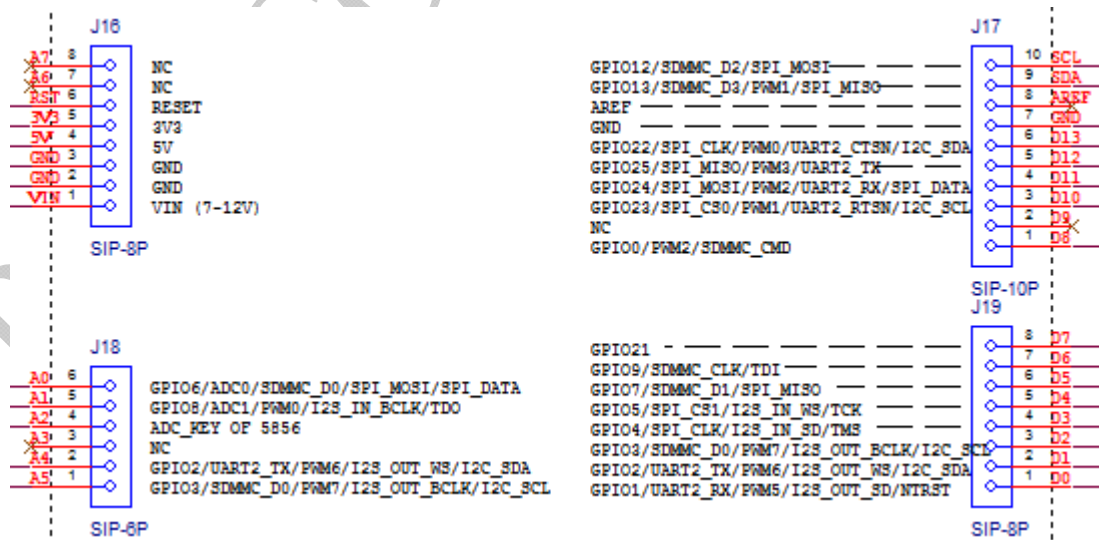 J16
A7 8 NC
A6 7 NC
RST 6 RESET
3V3 5 3V3
5V 4 5V
GND 3 GND
GND 2 GND
VIN 1 VIN (7-12V)
SIP-8P
J17
GPIO12/SDMMC_D2/SPI_MOSI 10 SCL
GPIO13/SDMMC_D3/PWM1/SPI_MISO 9 SDA
AREF 8 AREF
GND 7 GND
GPIO22/SPI_CLK/PWM0/UART2_CTSN/I2C_SDA 6 D13
GPIO25/SPI_MISO/PWM3/UART2_TX 5 D12
GPIO24/SPI_MOSI/PWM2/UART2_RX/SPI_DATA 4 D11
GPIO23/SPI_CS0/PWM1/UART2_RTSN/I2C_SCL 3 D10
NC 2 D9
GPIO0/PWM2/SDMMC_CMD 1 D8
SIP-10P
J18
A0 6 GPIO6/ADC0/SDMMC_D0/SPI_MOSI/SPI_DATA
A1 5 GPIO8/ADC1/PWM0/I2S_IN_BCLK/TDO
A2 4 ADC_KEY OF 5856
A3 3 NC
A4 2 GPIO2/UART2_TX/PWM6/I2S_OUT_WS/I2C_SDA
A5 1 GPIO3/SDMMC_D0/PWM7/I2S_OUT_BCLK/I2C_SCL
SIP-6P
J19
GPIO21 8 D7
GPIO9/SDMMC_CLK/TDI 7 D6
GPIO7/SDMMC_D1/SPI_MISO 6 D5
GPIO5/SPI_CS1/I2S_IN_WS/TCK 5 D4
GPIO4/SPI_CLK/I2S_IN_SD/TMS 4 D3
GPIO3/SDMMC_D0/PWM7/I2S_OUT_BCLK/I2C_SCL 3 D2
GPIO2/UART2_TX/PWM6/I2S_OUT_WS/I2C_SDA 2 D1
GPIO1/UART2_RX/PWM5/I2S_OUT_SD/NTRST 1 D0
SIP-8P